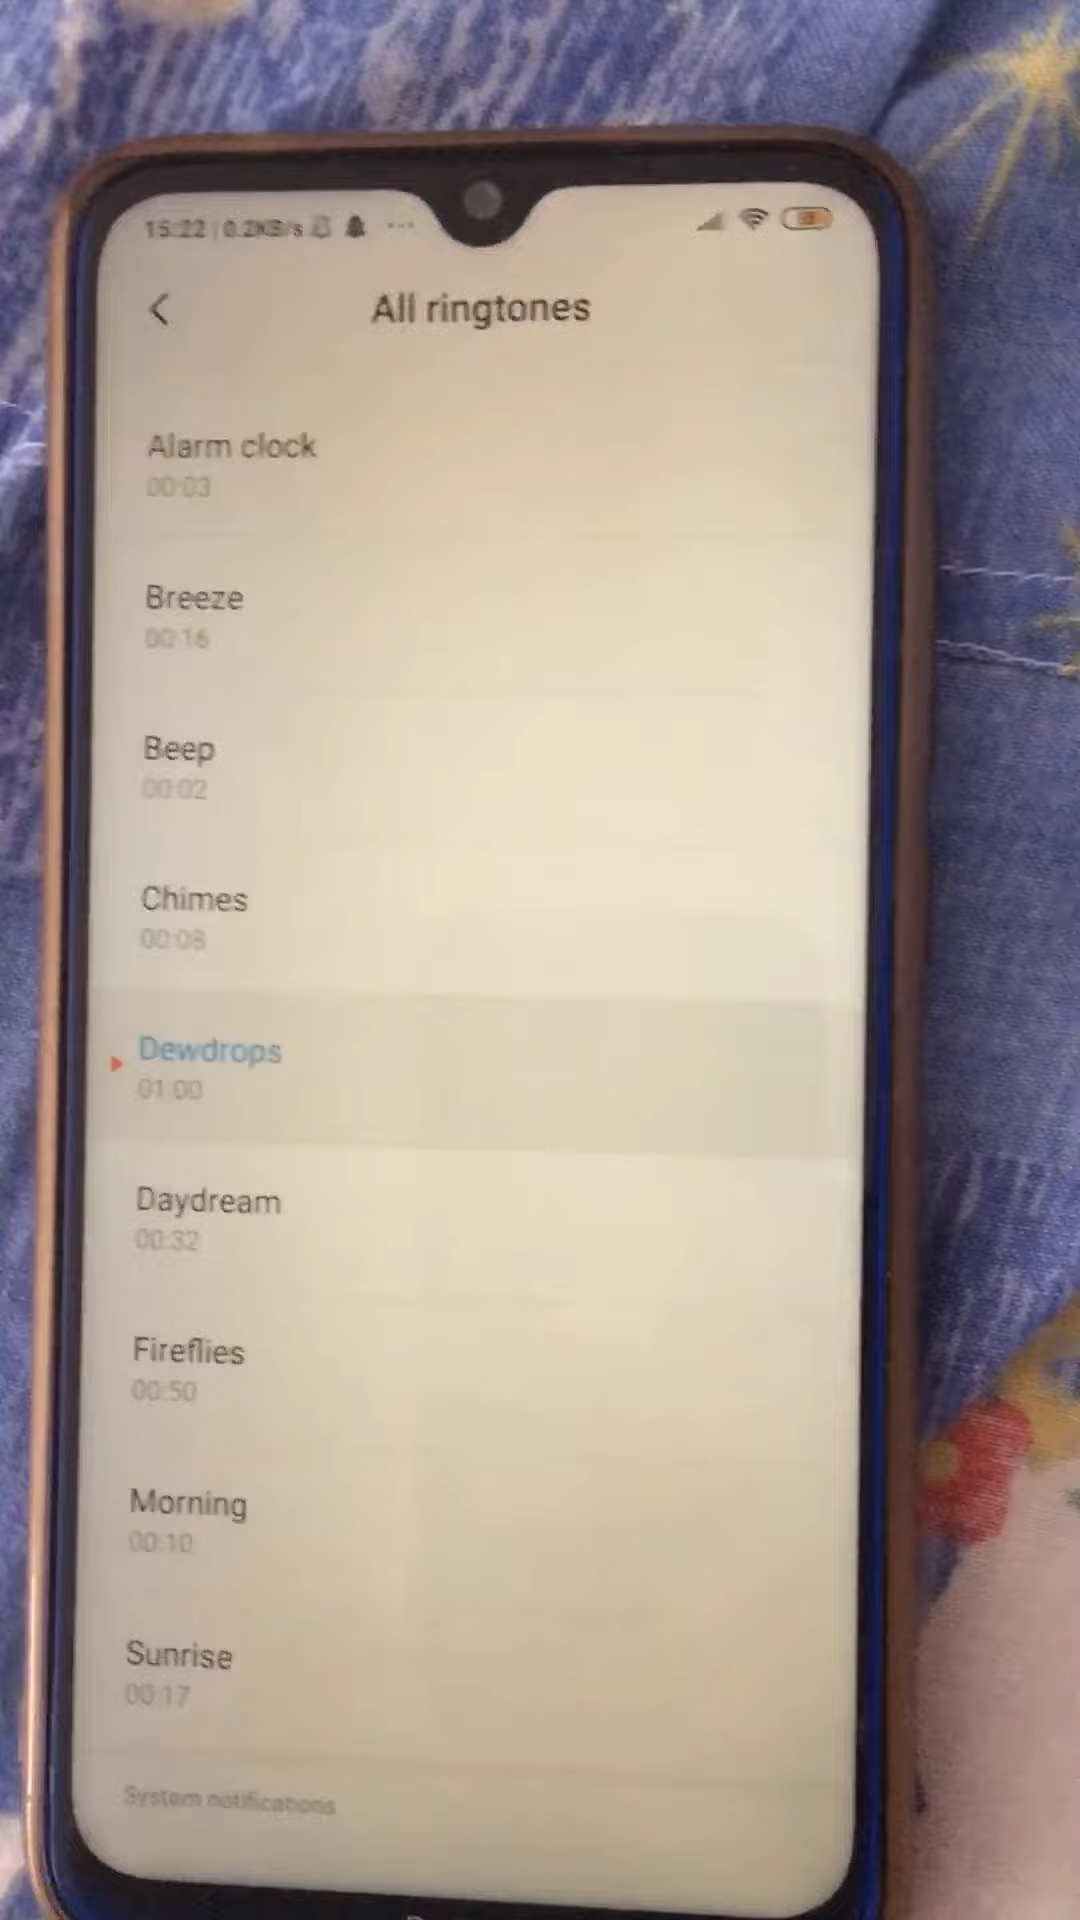 15:22 | 0.2KB/s ...
All ringtones
Alarm clock
00:03
Breeze
00:16
Beep
00:02
Chimes
00:08
Dewdrops
01:00
Daydream
00:32
Fireflies
00:50
Morning
00:10
Sunrise
00:17
System notifications